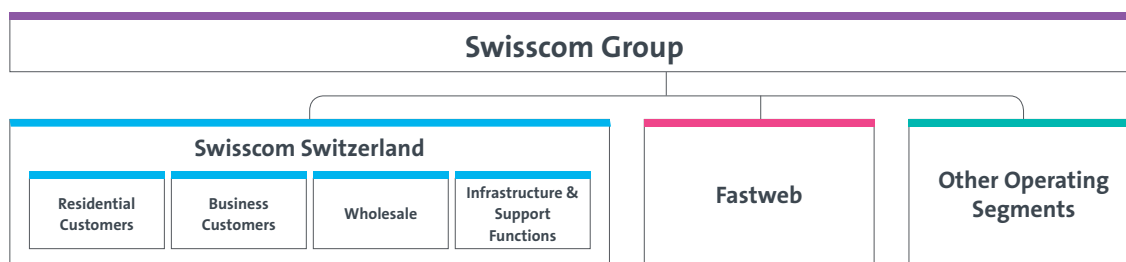 Swisscom Group
Swisscom Switzerland
Residential
Customers
Business
Customers
Wholesale
Infrastructure &
Support
Functions
Fastweb
Other Operating
Segments